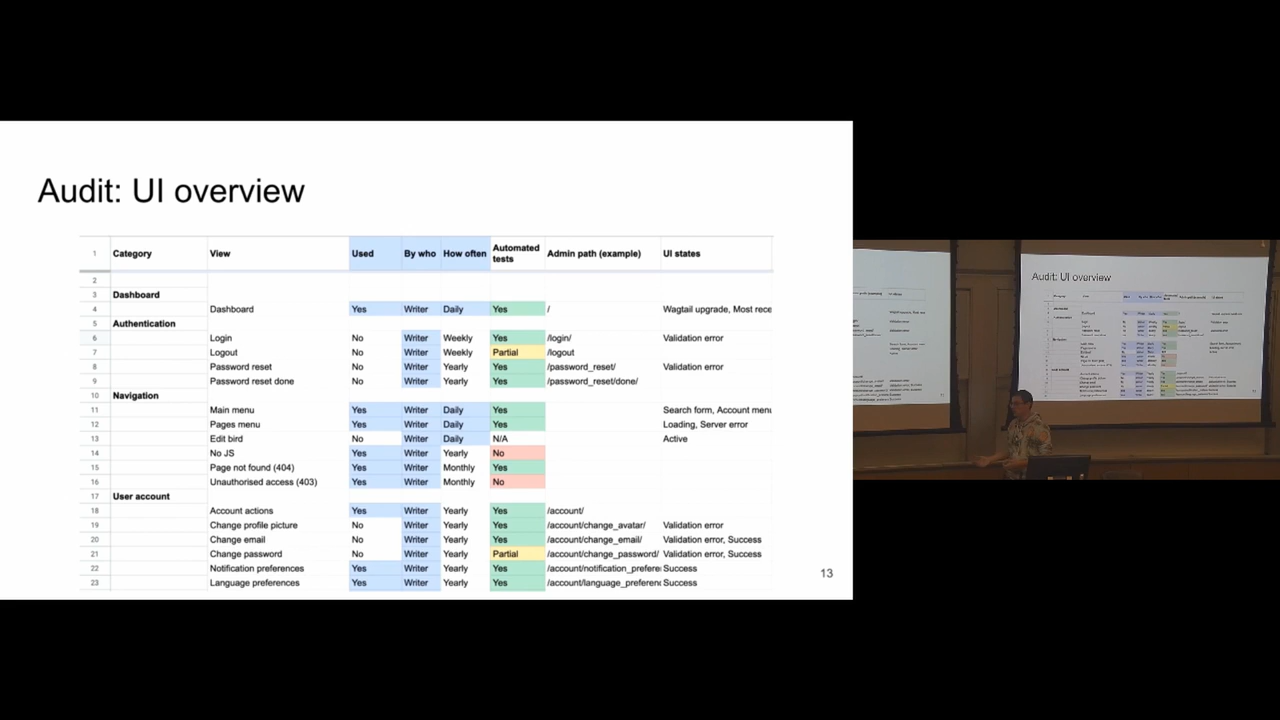 Audit: UI overview
1 Category View Used By who How often Automated tests Admin path (example) UI states
2
3 Dashboard
4 Dashboard Yes Writer Daily Yes / Wagtail upgrade, Most rece
5 Authentication
6 Login No Writer Weekly Yes /login/ Validation error
7 Logout No Writer Weekly Partial /logout
8 Password reset No Writer Yearly Yes /password_reset/ Validation error
9 Password reset done No Writer Yearly Yes /password_reset/done/
10 Navigation
11 Main menu Yes Writer Daily Yes Search form, Account menu
12 Pages menu Yes Writer Daily Yes Loading, Server error
13 Edit bird No Writer Daily N/A Active
14 No JS Yes Writer Yearly No
15 Page not found (404) Yes Writer Monthly Yes
16 Unauthorised access (403) Yes Writer Monthly No
17 User account
18 Account actions Yes Writer Yearly Yes /account/
19 Change profile picture No Writer Yearly Yes /account/change_avatar/ Validation error
20 Change email No Writer Yearly Yes /account/change_email/ Validation error, Success
21 Change password No Writer Yearly Partial /account/change_password/ Validation error, Success
22 Notification preferences Yes Writer Yearly Yes /account/notification_prefere Success
23 Language preferences Yes Writer Yearly Yes /account/language_preferenc Success
13
Audit: UI overview